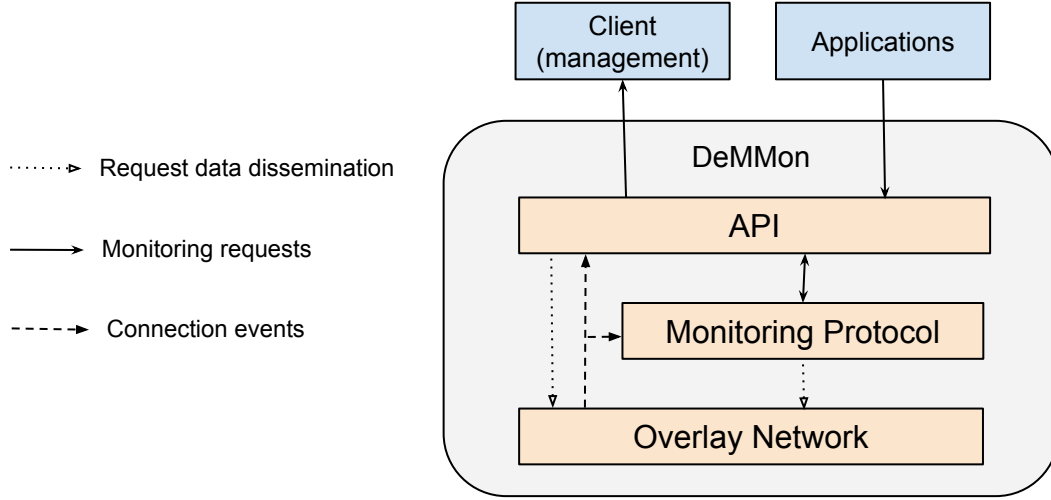 Client
(management)
Applications
DeMMon
Request data dissemination
API
Monitoring requests
Connection events
Monitoring Protocol
Overlay Network